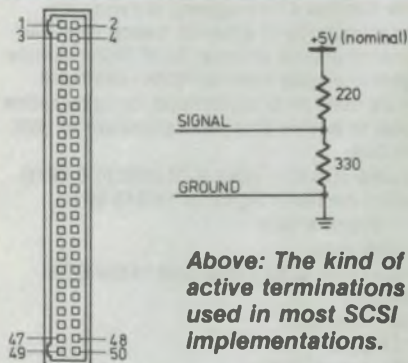 1 2
3 4
47 48
49 50
+5V (nominal)
220
SIGNAL
330
GROUND
Above: The kind of
active terminations
used in most SCSI
implementations.